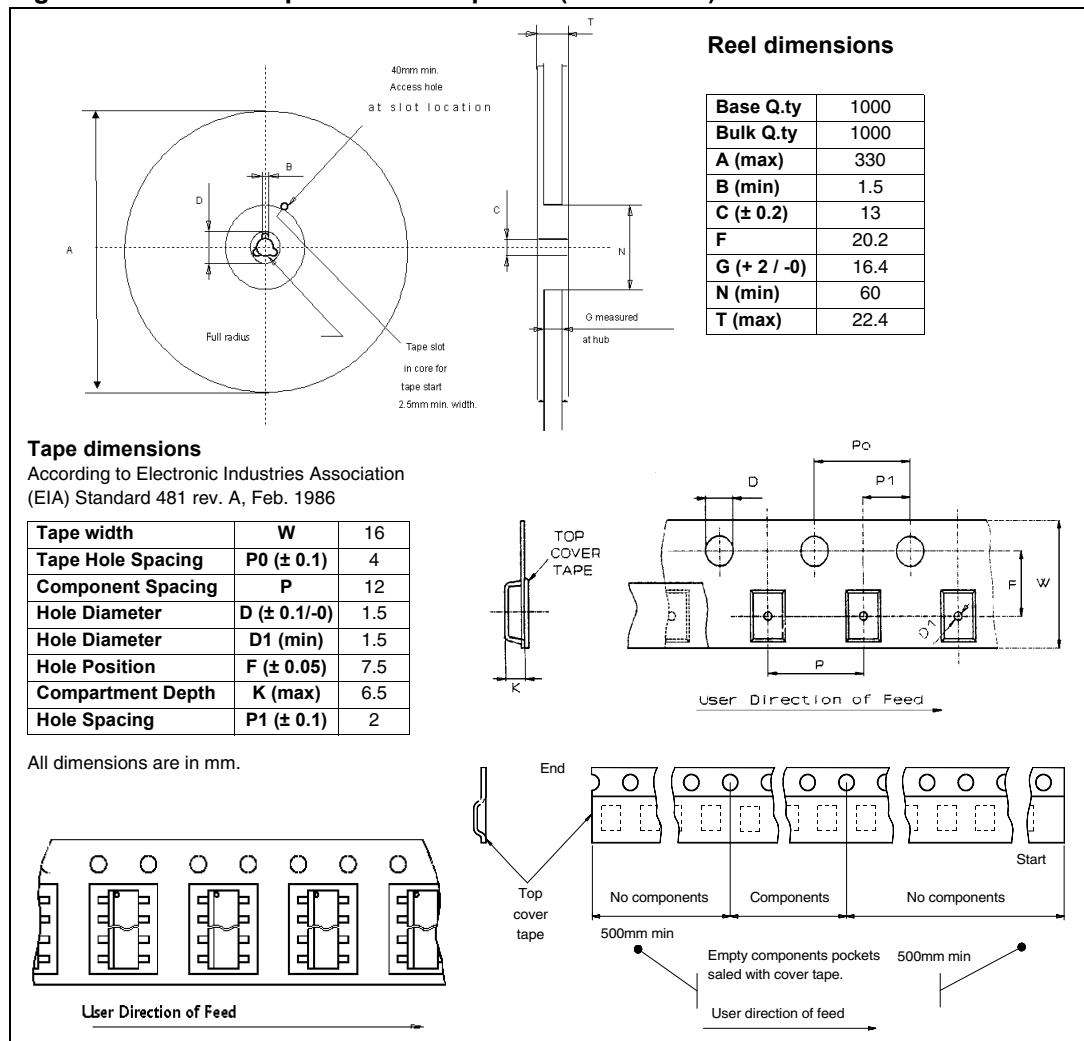 T
Reel dimensions
40mm min.
Access hole
at slot location
Base Q.ty 1000
Bulk Q.ty 1000
A (max) 330
B (min) 1.5
C (± 0.2) 13
F 20.2
G (+ 2 / -0) 16.4
N (min) 60
T (max) 22.4
B
D
C
A
N
G measured
at hub
Full radius
Tape slot
in core for
tape start
2.5mm min. width.
Tape dimensions
According to Electronic Industries Association
(EIA) Standard 481 rev. A, Feb. 1986
Tape width W 16
Tape Hole Spacing P0 (± 0.1) 4
Component Spacing P 12
Hole Diameter D (± 0.1/-0) 1.5
Hole Diameter D1 (min) 1.5
Hole Position F (± 0.05) 7.5
Compartment Depth K (max) 6.5
Hole Spacing P1 (± 0.1) 2
All dimensions are in mm.
Po
D
P1
TOP
COVER
TAPE
F
W
D1
P
K
User Direction of Feed
End
Start
Top
cover
tape
No components
Components
No components
500mm min
Empty components pockets
saled with cover tape.
500mm min
User direction of feed
User Direction of Feed